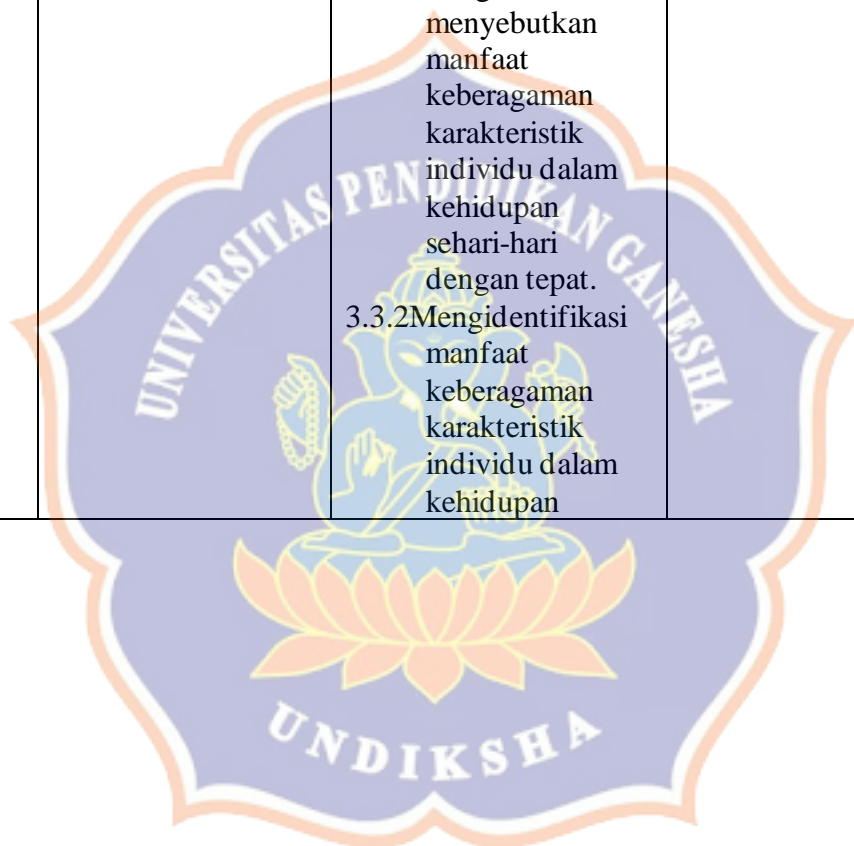 menyebutkan
manfaat
keberagaman
karakteristik
individu dalam
kehidupan
sehari-hari
dengan tepat.
3.3.2Mengidentifikasi
manfaat
keberagaman
karakteristik
individu dalam
kehidupan
UNIVERSITAS PENDIDIKAN GANESHA
UNDIKSHA